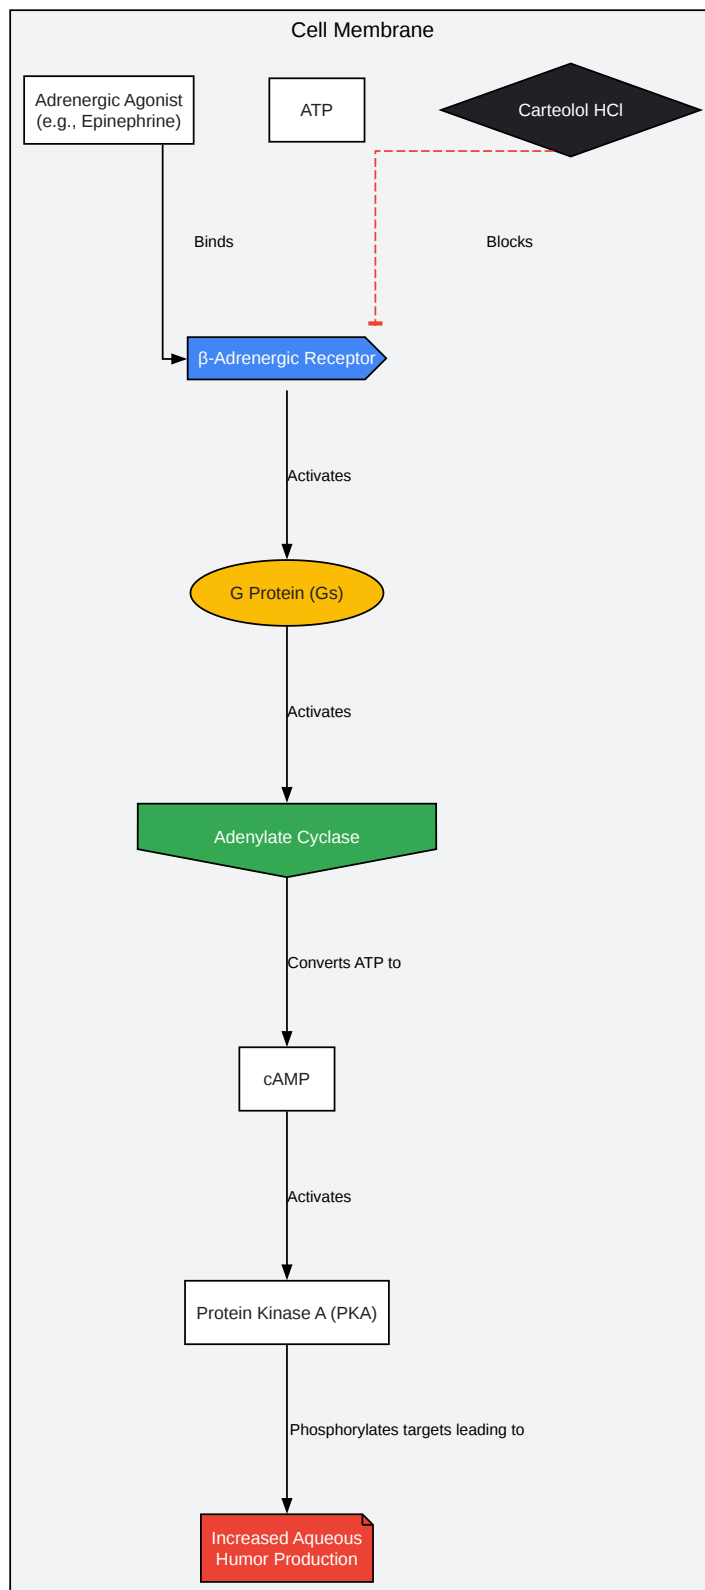 Cell Membrane
Adrenergic Agonist
(e.g., Epinephrine)
ATP
Carteolol HCl
Binds
Blocks
β-Adrenergic Receptor
Activates
G Protein (Gs)
Activates
Adenylate Cyclase
Converts ATP to
cAMP
Activates
Protein Kinase A (PKA)
Phosphorylates targets leading to
Increased Aqueous
Humor Production